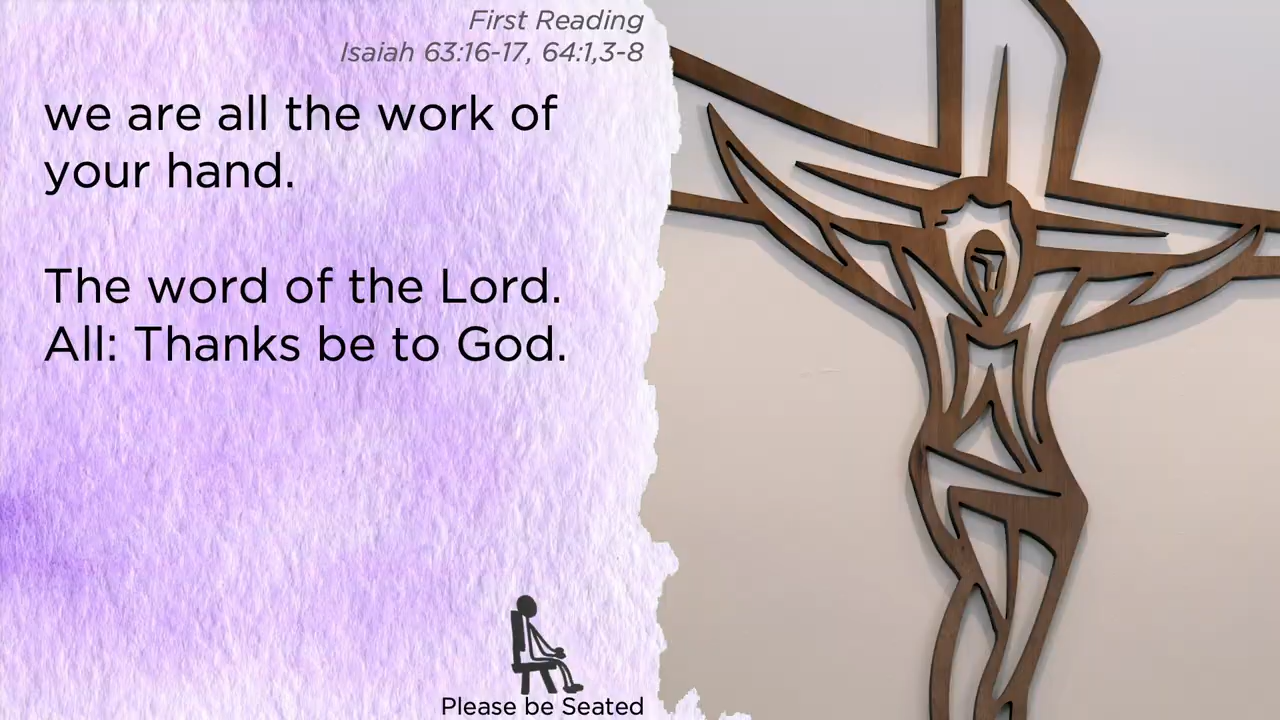 First Reading
Isaiah 63:16-17, 64:1,3-8
we are all the work of
your hand.
The word of the Lord.
All: Thanks be to God.
Please be Seated